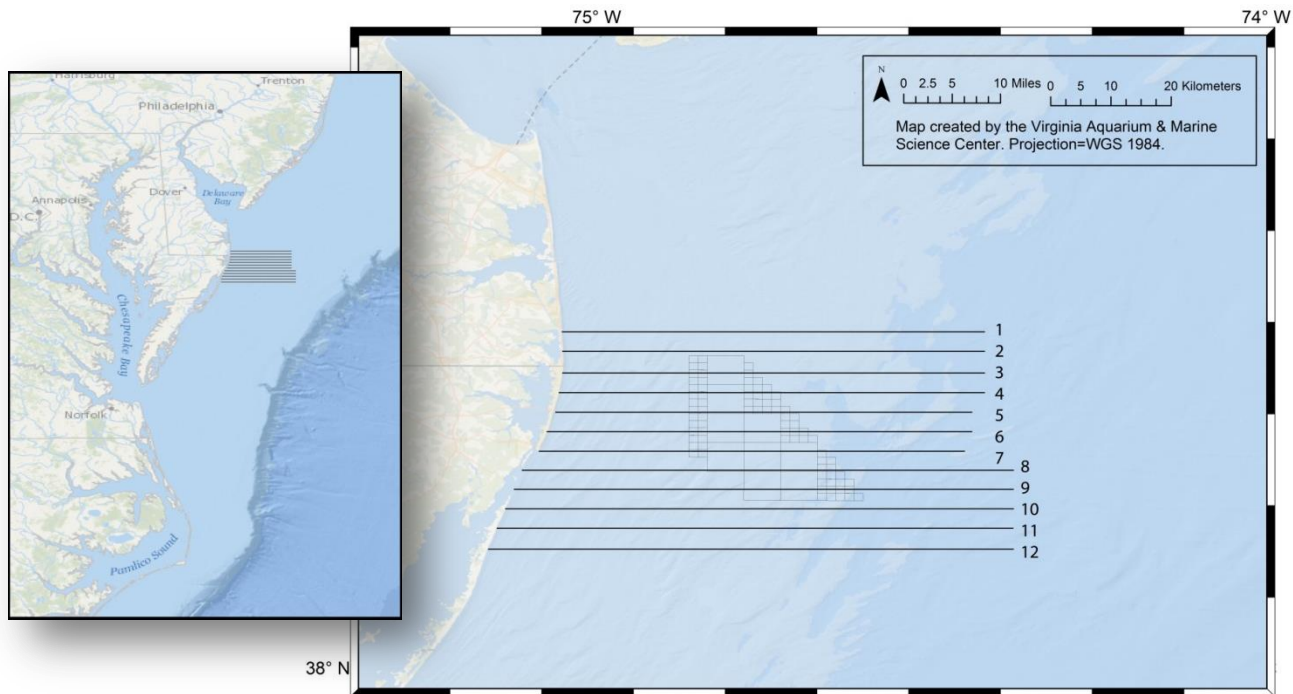 75° W
74° W
N
0 2.5 5 10 Miles
0 5 10 20 Kilometers
Map created by the Virginia Aquarium & Marine
Science Center. Projection=WGS 1984.
Harrisburg
Trenton
Philadelphia
Dover
Delaware
Bay
Annapolis
D.C
Chesapeake Bay
Norfolk
Pamlico Sound
1
2
3
4
5
6
7
8
9
10
11
12
38° N